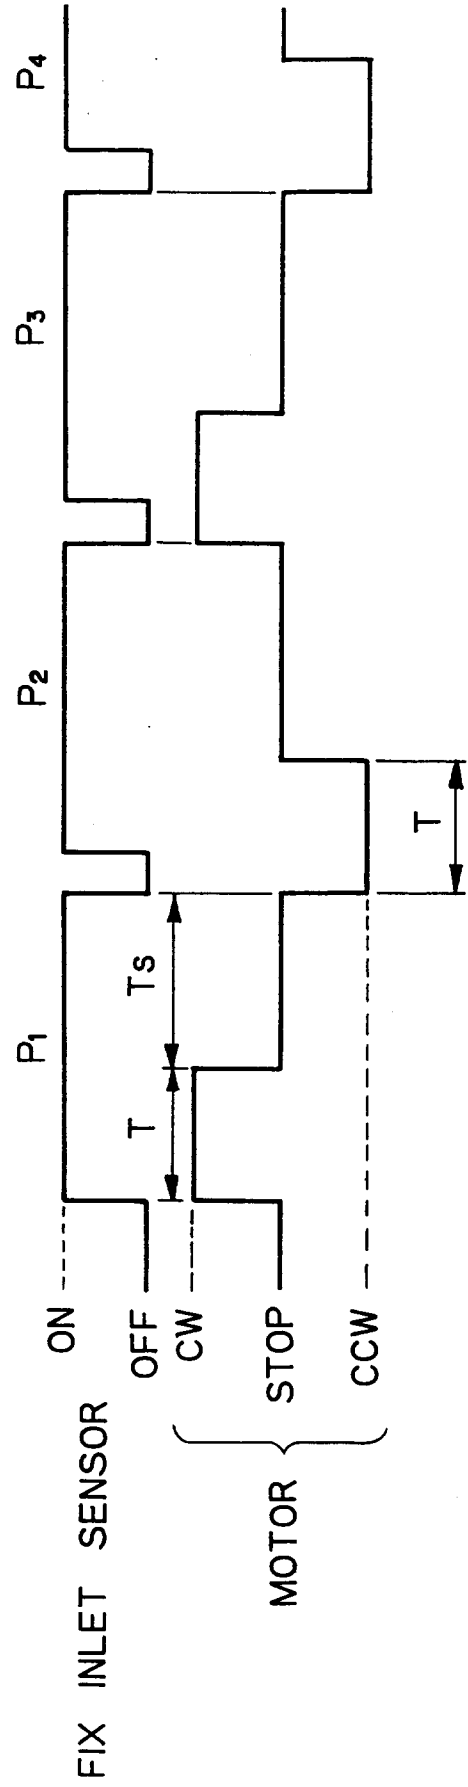 P1 P2 P3 P4
FIX INLET SENSOR
ON
OFF
T Ts
MOTOR
CW
STOP
CCW
T